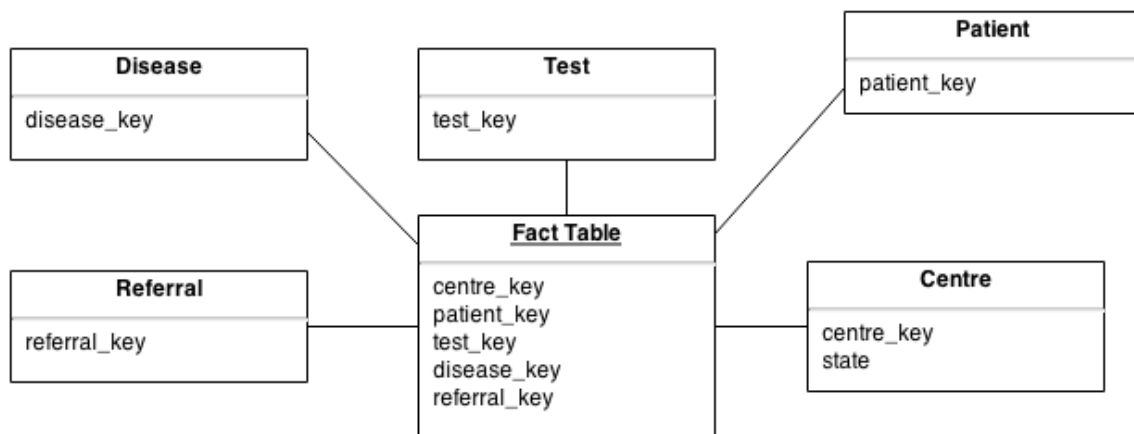 Disease
disease_key
Test
test_key
Patient
patient_key
Referral
referral_key
Fact Table
centre_key
patient_key
test_key
disease_key
referral_key
Centre
centre_key
state